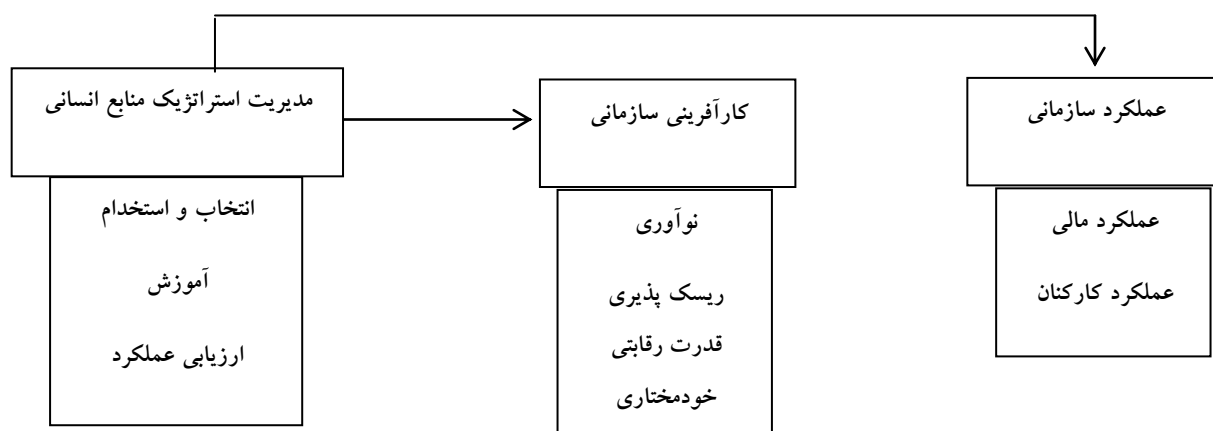 مدیریت استراتژیک منابع انسانی
انتخاب و استخدام
آموزش
ارزیابی عملکرد
کارآفرینی سازمانی
نوآوری
ریسک پذیری
قدرت رقابتی
خودمختاری
عملکرد سازمانی
عملکرد مالی
عملکرد کارکنان